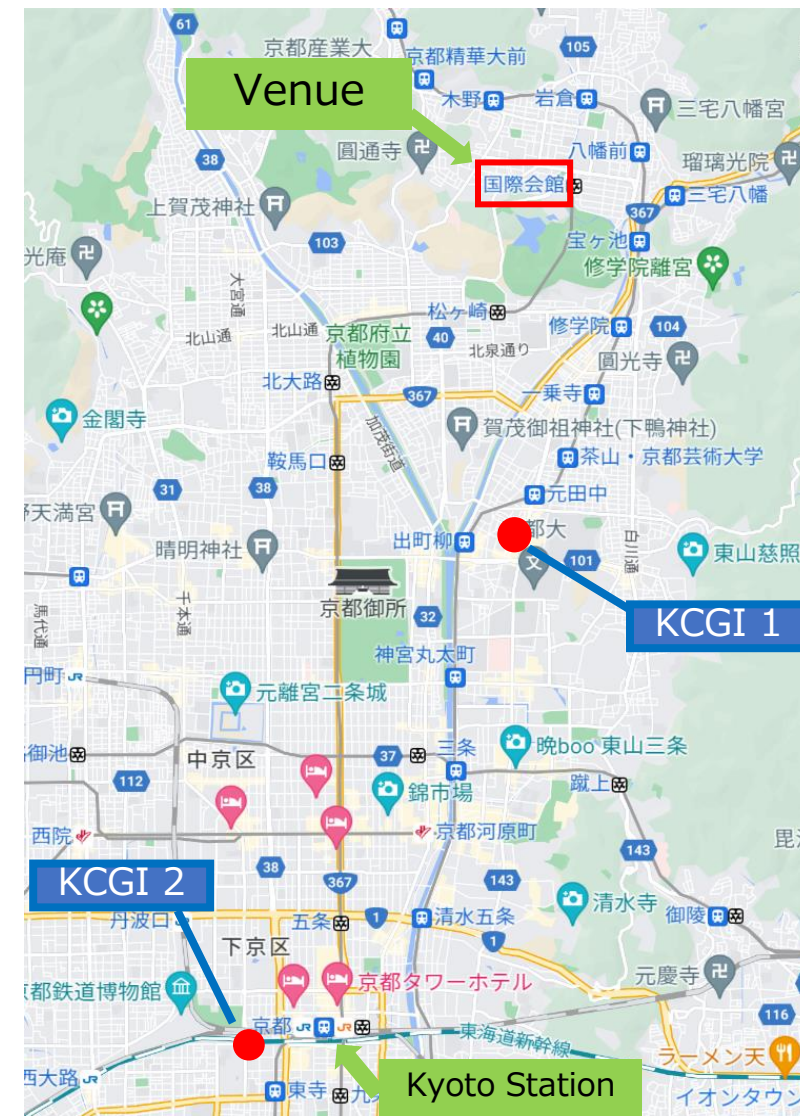 61
京都産業大
京都精華大前
105
Venue
木野
岩倉
三宅八幡宮
圓通寺
八幡前
瑠璃光院
38
国際会館
三宅八幡
上賀茂神社
367
103
宝ヶ池
光庵
修学院離宮
大宮通
松ヶ崎
北山通
北山通
京都府立
植物園
40
北泉通り
修学院
104
圓光寺
北大路
367
一乗寺
金閣寺
加茂街道
賀茂御祖神社(下鴨神社)
鞍馬口
茶山・京都芸術大学
31
38
元田中
天満宮
出町柳
都大
白川通
晴明神社
101
東山慈照
京都御所
千本通
馬代通
32
KCGI 1
神宮丸太町
円町
JR
元離宮二条城
御池
中京区
37
三条
晩boo 東山三条
112
錦市場
蹴上
西院
京都河原町
143
KCGI 2
38
367
143
清水寺
丹波口
五条
1
清水五条
御陵
下京区
1
都鉄道博物館
京都タワーホテル
元慶寺
京都
JR
JR
東海道新幹線
116
西大路
JR
ラーメン天
東寺
九
Kyoto Station
イオンタウン